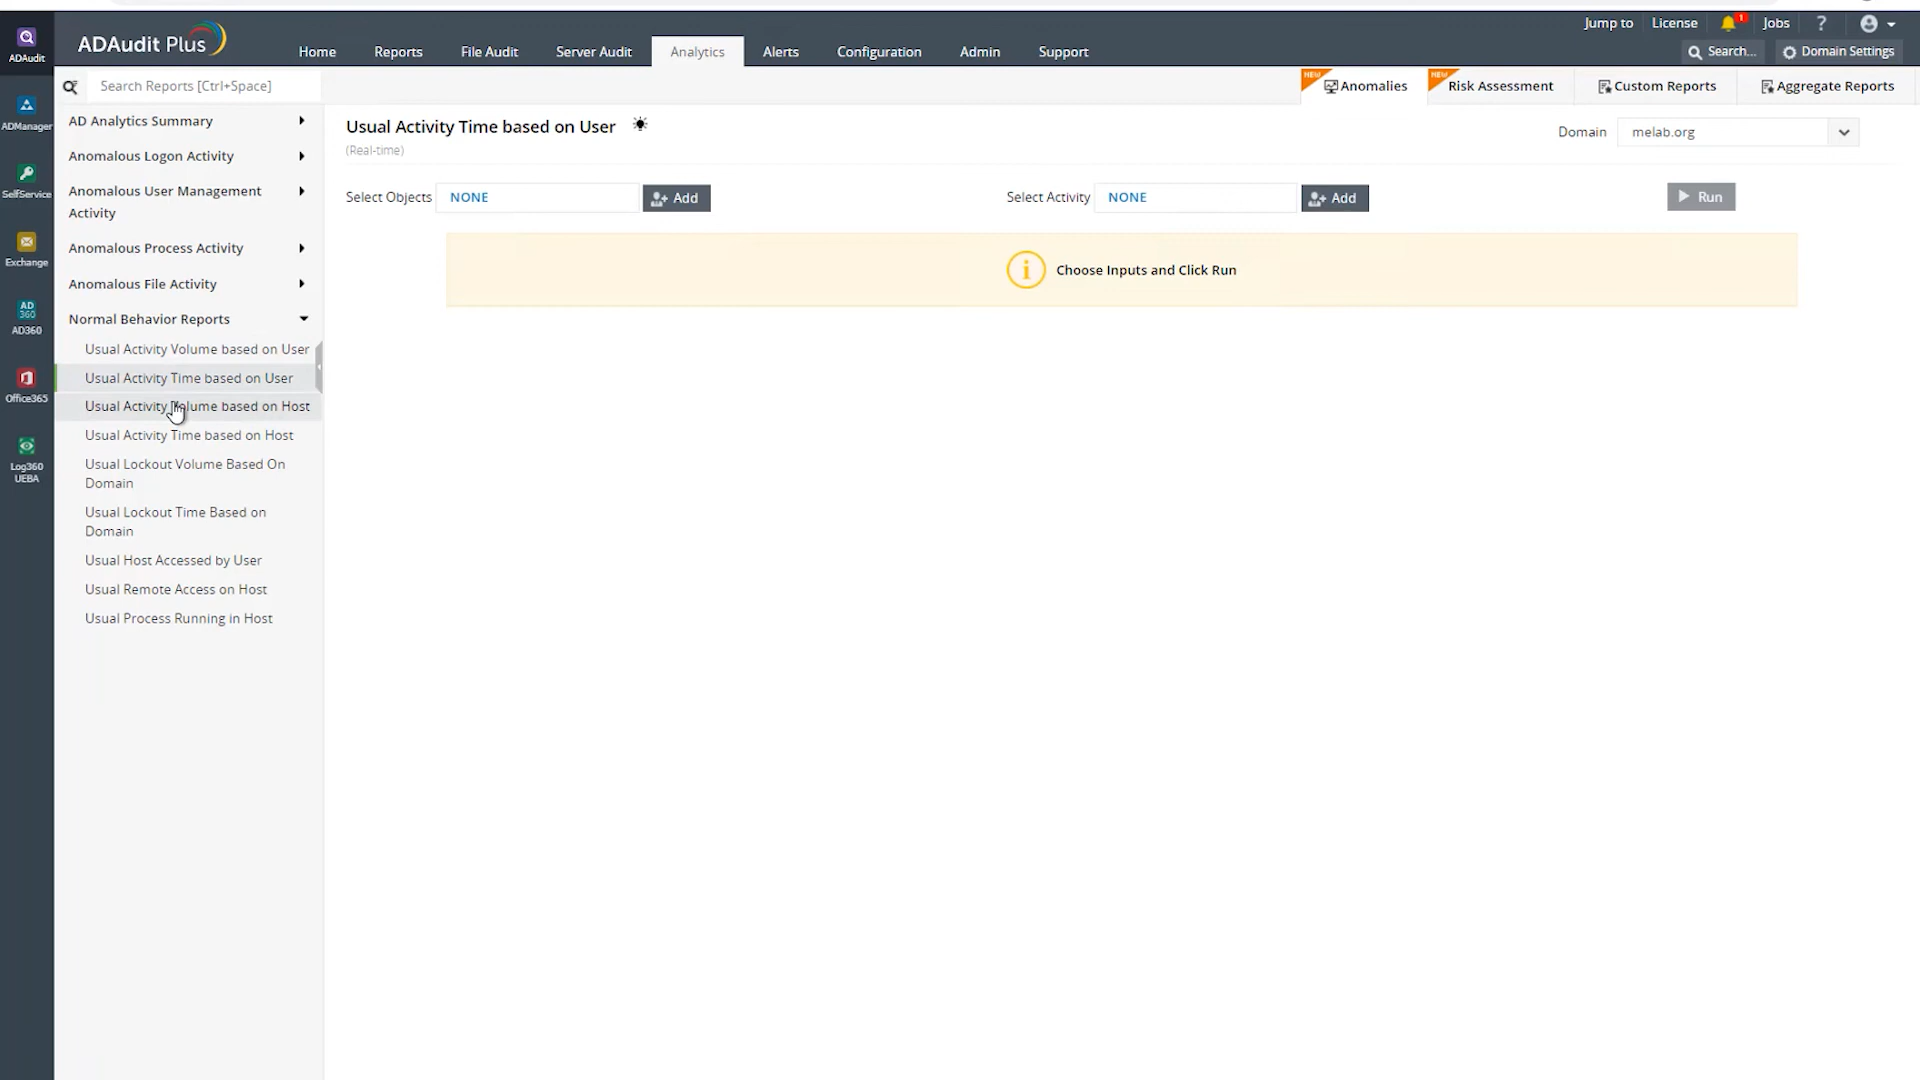 Jump to
License
1
Jobs
?
ADAudit
ADAudit Plus
Home
Reports
File Audit
Server Audit
Analytics
Alerts
Configuration
Admin
Support
Search...
Domain Settings
Search Reports [Ctrl+Space]
NEW
Anomalies
NEW
Risk Assessment
Custom Reports
Aggregate Reports
ADManager
SelfService
Exchange
AD
360
AD360
Office365
Log360
UEBA
AD Analytics Summary
Anomalous Logon Activity
Anomalous User Management
Activity
Anomalous Process Activity
Anomalous File Activity
Normal Behavior Reports
Usual Activity Volume based on User
Usual Activity Time based on User
Usual Activity Volume based on Host
Usual Activity Time based on Host
Usual Lockout Volume Based On
Domain
Usual Lockout Time Based on
Domain
Usual Host Accessed by User
Usual Remote Access on Host
Usual Process Running in Host
Usual Activity Time based on User
(Real-time)
Domain
melab.org
Select Objects
NONE
Add
Select Activity
NONE
Add
Run
i
Choose Inputs and Click Run